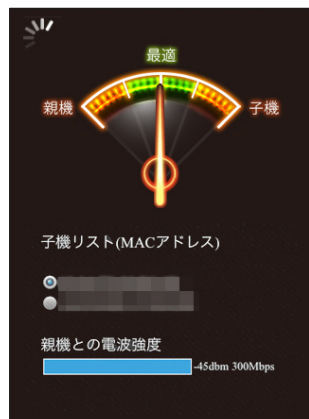 最適
親機
子機
子機リスト(MACアドレス)
親機との電波強度
-45dbm 300Mbps